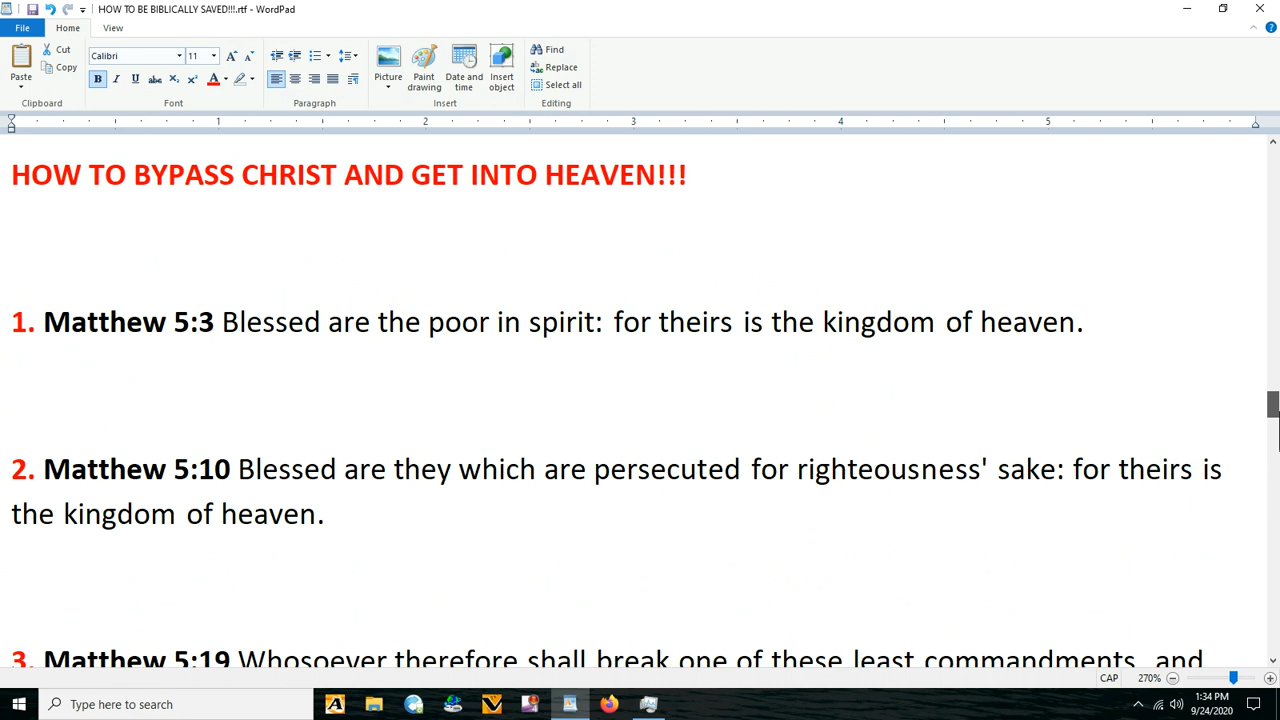 HOW TO BE BIBLICALLY SAVED!!!.rtf - WordPad
File
Home
View
Paste
Cut
Copy
Clipboard
Calibri
11
Font
Paragraph
Picture
Paint drawing
Date and time
Insert object
Insert
Find
Replace
Select all
Editing
1 2 3 4 5
HOW TO BYPASS CHRIST AND GET INTO HEAVEN!!!
1. Matthew 5:3 Blessed are the poor in spirit: for theirs is the kingdom of heaven.
2. Matthew 5:10 Blessed are they which are persecuted for righteousness' sake: for theirs is
the kingdom of heaven.
3. Matthew 5:19 Whosoever therefore shall break one of these least commandments, and
CAP 270%
Type here to search
1:34 PM
9/24/2020